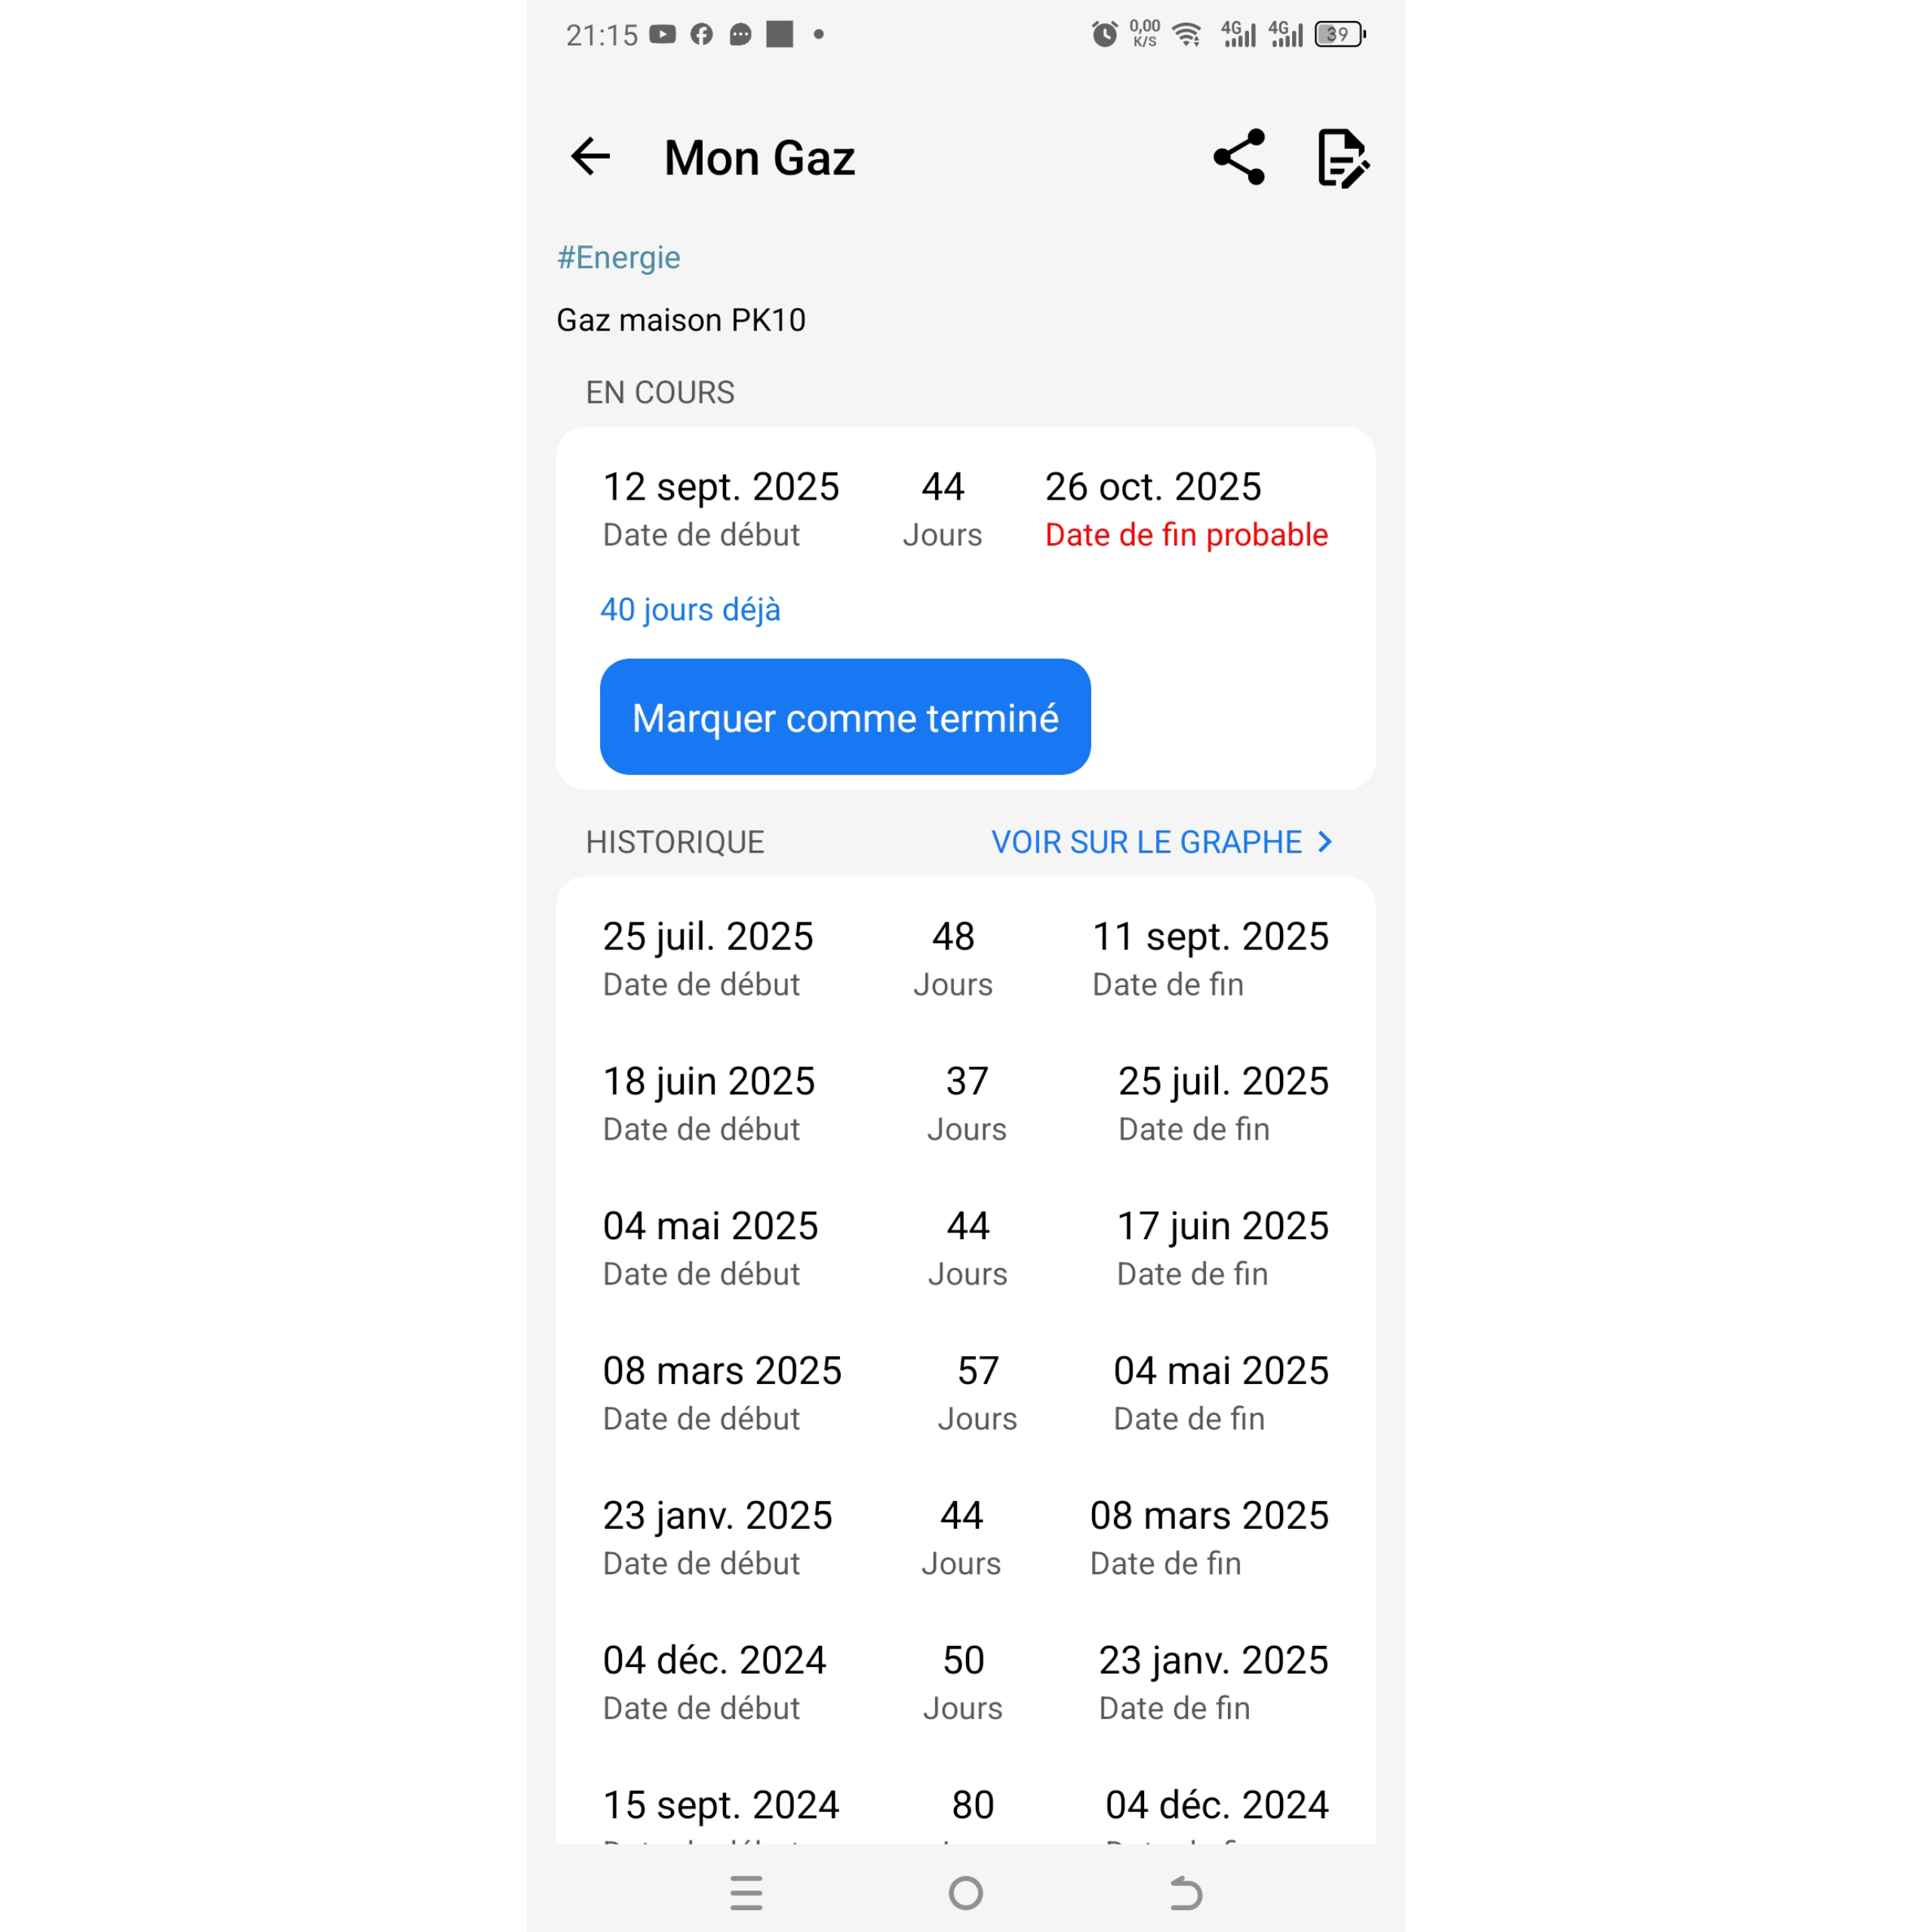 21:15 0,00 K/S 4G 4G 39
Mon Gaz
#Energie
Gaz maison PK10
EN COURS
12 sept. 2025 44 26 oct. 2025
Date de début Jours Date de fin probable
40 jours déjà
Marquer comme terminé
HISTORIQUE VOIR SUR LE GRAPHE
25 juil. 2025 48 11 sept. 2025
Date de début Jours Date de fin
18 juin 2025 37 25 juil. 2025
Date de début Jours Date de fin
04 mai 2025 44 17 juin 2025
Date de début Jours Date de fin
08 mars 2025 57 04 mai 2025
Date de début Jours Date de fin
23 janv. 2025 44 08 mars 2025
Date de début Jours Date de fin
04 déc. 2024 50 23 janv. 2025
Date de début Jours Date de fin
15 sept. 2024 80 04 déc. 2024